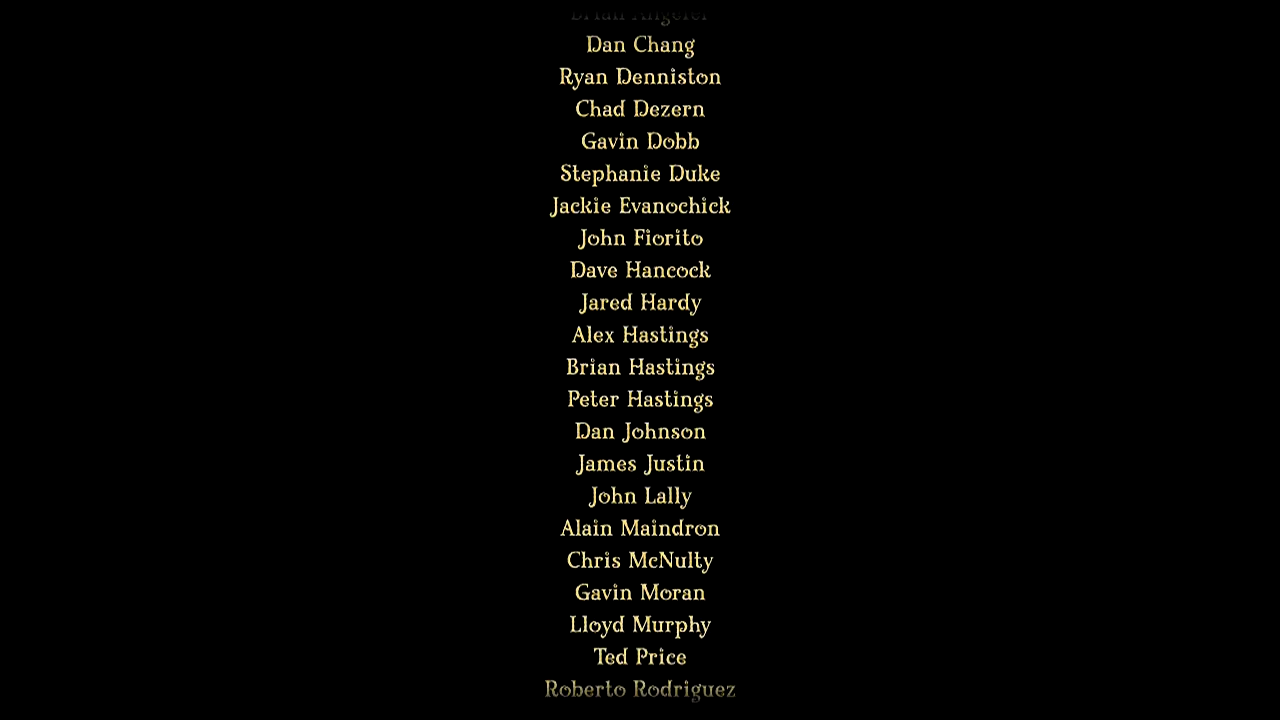 Dan Chang
Ryan Denniston
Chad Dezern
Gavin Dobb
Stephanie Duke
Jackie Evanochick
John Fiorito
Dave Hancock
Jared Hardy
Alex Hastings
Brian Hastings
Peter Hastings
Dan Johnson
James Justin
John Lally
Alain Maindron
Chris McNulty
Gavin Moran
Lloyd Murphy
Ted Price
Roberto Rodriguez